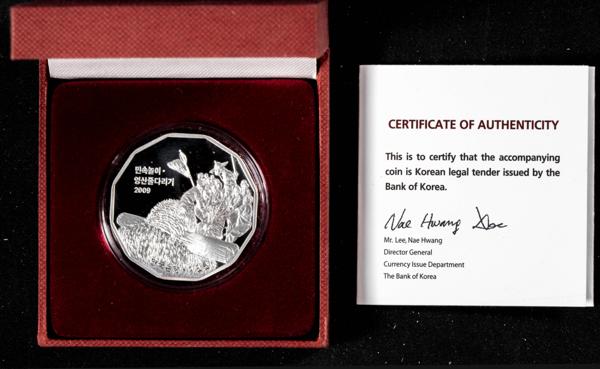 민속놀이·
영산줄다리기
2009
CERTIFICATE OF AUTHENTICITY
This is to certify that the accompanying
coin is Korean legal tender issued by the
Bank of Korea.
Nae Hwang
Mr. Lee, Nae Hwang
Director General
Currency Issue Department
The Bank of Korea